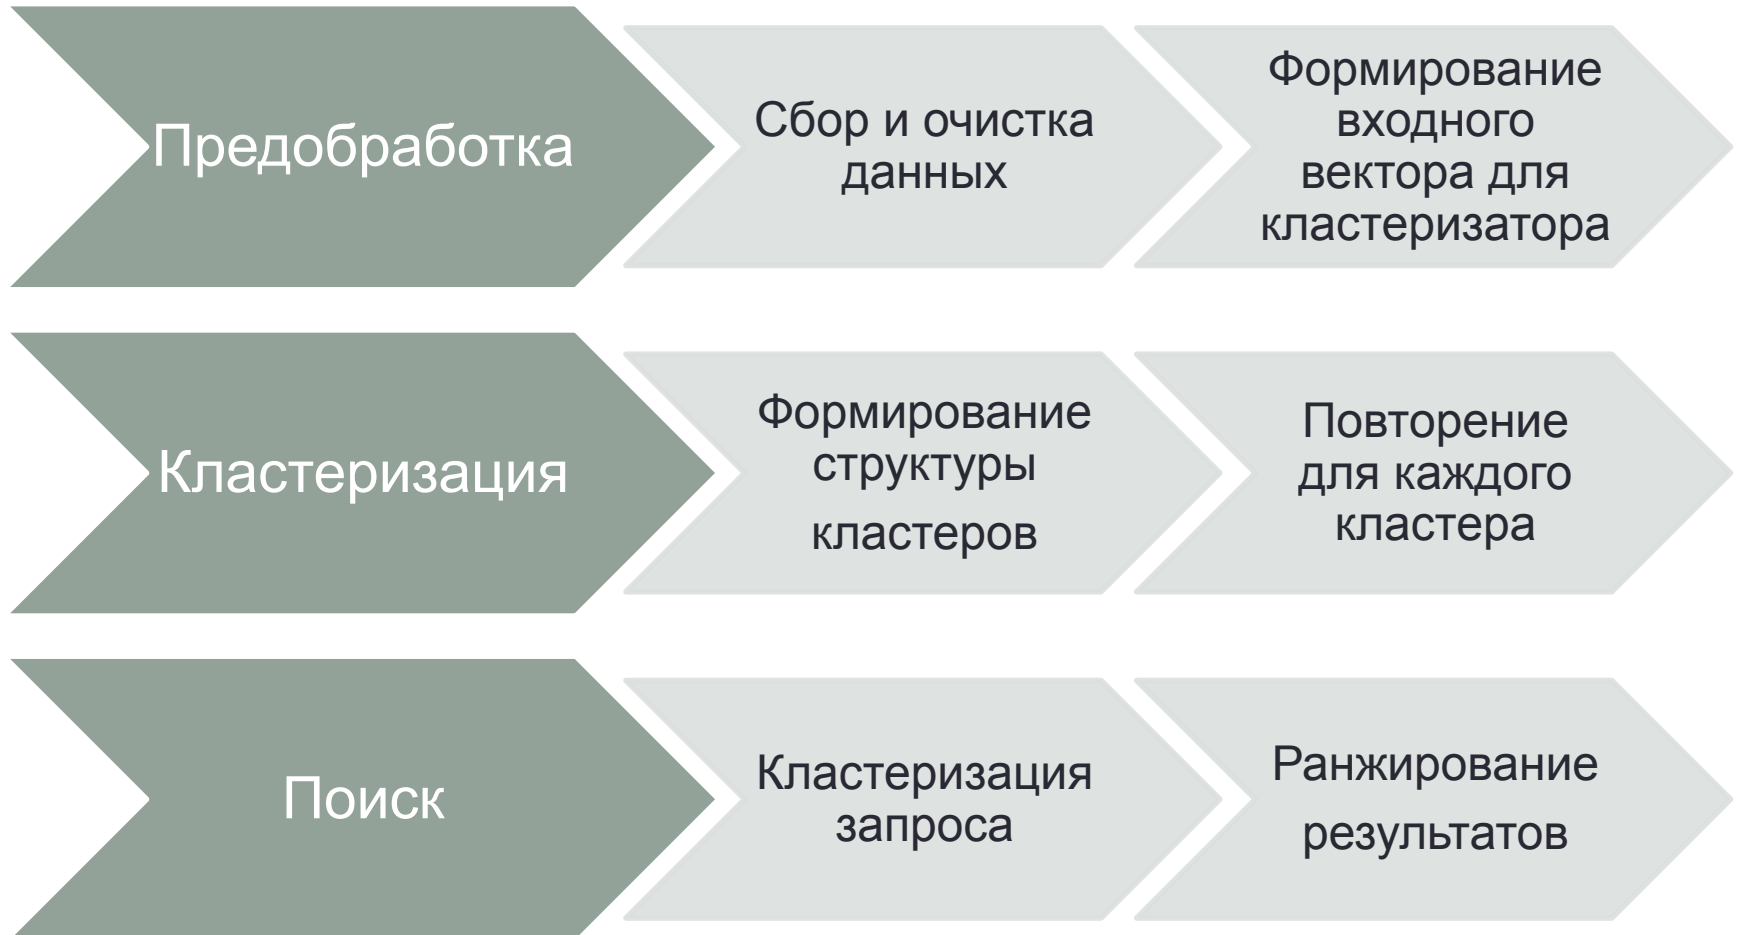 Предобработка
Сбор и очистка
данных
Формирование
входного
вектора для
кластеризатора
Кластеризация
Формирование
структуры
кластеров
Повторение
для каждого
кластера
Поиск
Кластеризация
запроса
Ранжирование
результатов